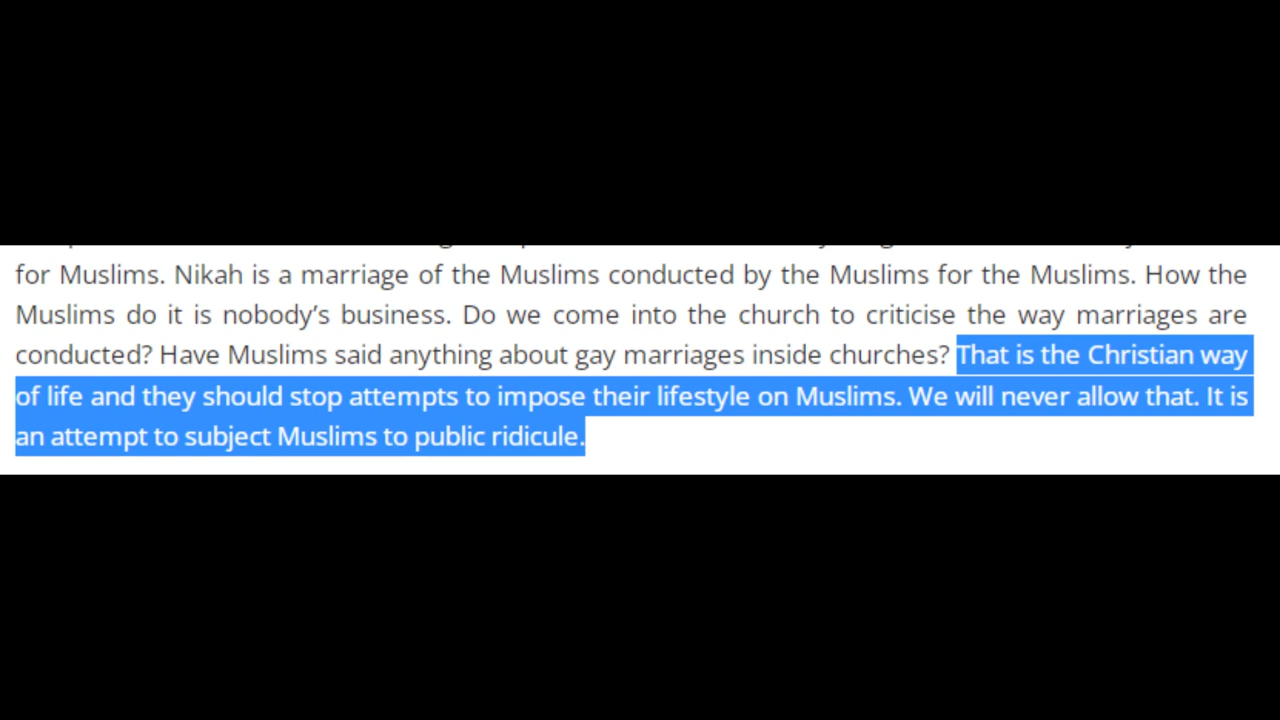 for Muslims. Nikah is a marriage of the Muslims conducted by the Muslims for the Muslims. How the
Muslims do it is nobody’s business. Do we come into the church to criticise the way marriages are
conducted? Have Muslims said anything about gay marriages inside churches? That is the Christian way
of life and they should stop attempts to impose their lifestyle on Muslims. We will never allow that. It is
an attempt to subject Muslims to public ridicule.